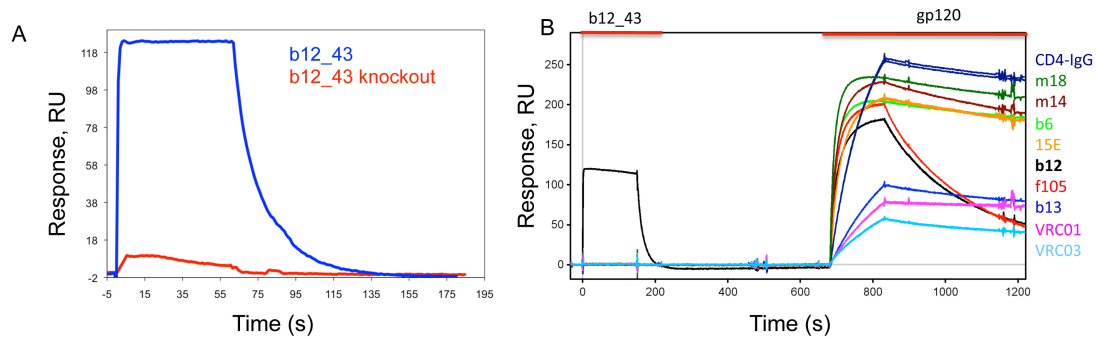 A
Response, RU
118
98
78
58
38
18
-2
-5
15
35
55
75
95
115
135
155
175
195
Time (s)
b12_43
b12_43 knockout
B
b12_43
gp120
Response, RU
250
200
150
100
50
0
0
200
400
600
800
1000
1200
Time (s)
CD4-IgG
m18
m14
b6
15E
b12
f105
b13
VRC01
VRC03